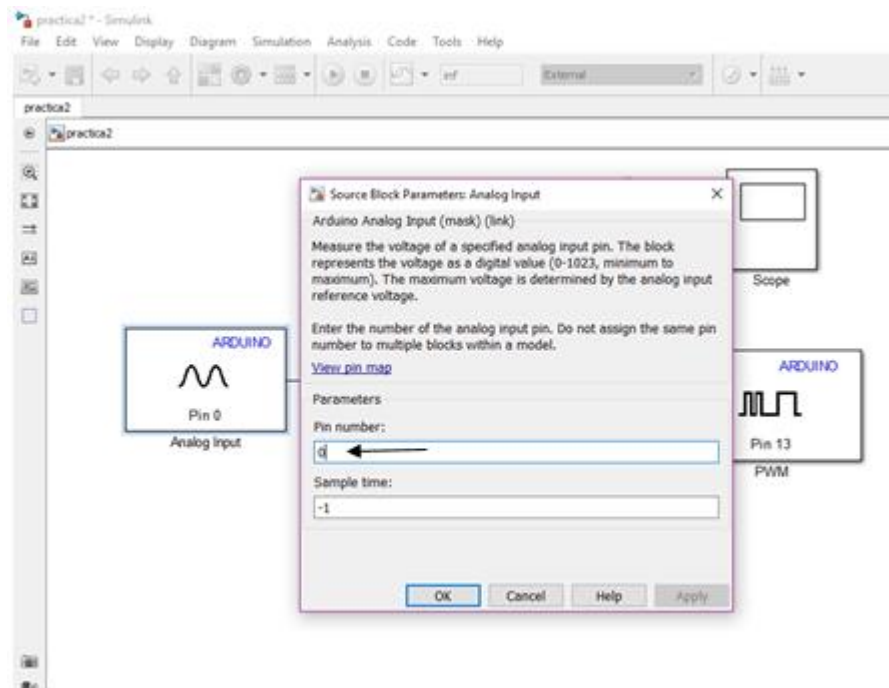 practica2 * - Simulink
File Edit View Display Diagram Simulation Analysis Code Tools Help
inf
External
practica2
practica2
Source Block Parameters: Analog Input
Arduino Analog Input (mask) (link)
Measure the voltage of a specified analog input pin. The block
represents the voltage as a digital value (0-1023, minimum to
maximum). The maximum voltage is determined by the analog input
reference voltage.
Enter the number of the analog input pin. Do not assign the same pin
number to multiple blocks within a model.
View pin map
Parameters
Pin number:
0
Sample time:
-1
OK Cancel Help Apply
ARDUINO
Pin 0
Analog Input
Scope
ARDUINO
Pin 13
PWM